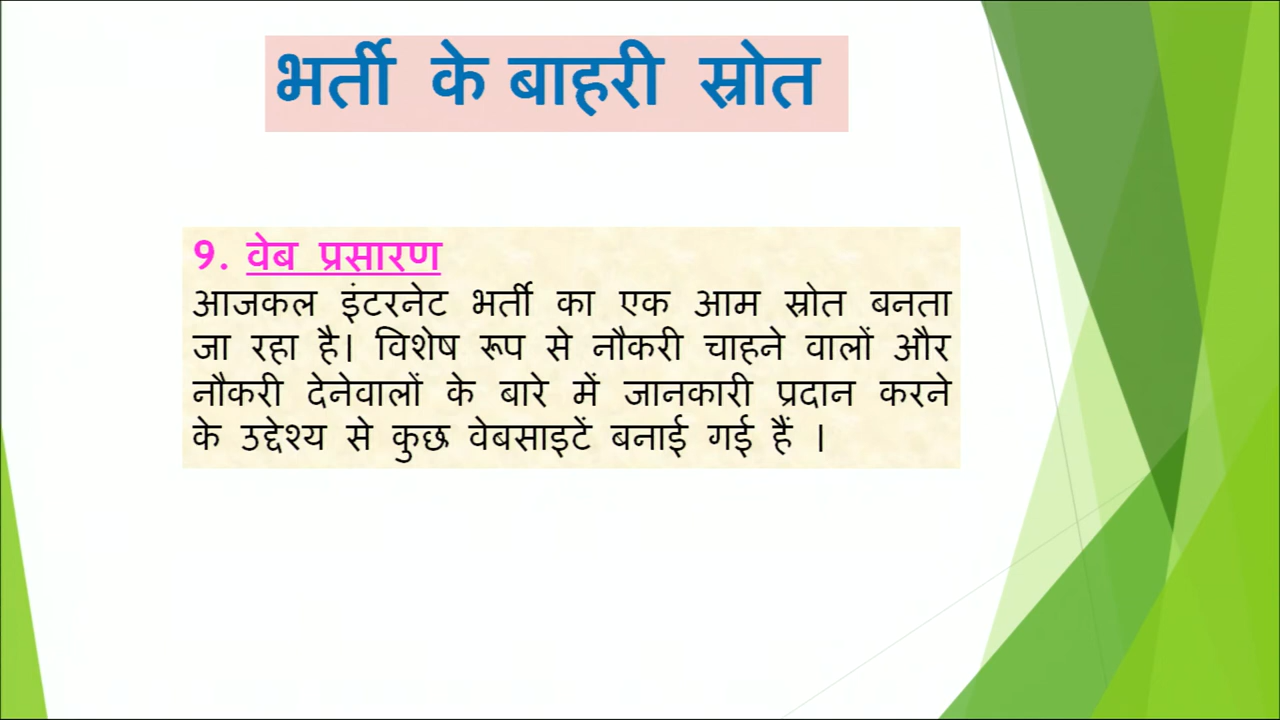 भर्ती के बाहरी स्रोत
9. वेब प्रसारण
आजकल इंटरनेट भर्ती का एक आम स्रोत बनता
जा रहा है। विशेष रूप से नौकरी चाहने वालों और
नौकरी देनेवालों के बारे में जानकारी प्रदान करने
के उद्देश्य से कुछ वेबसाइटें बनाई गई हैं ।